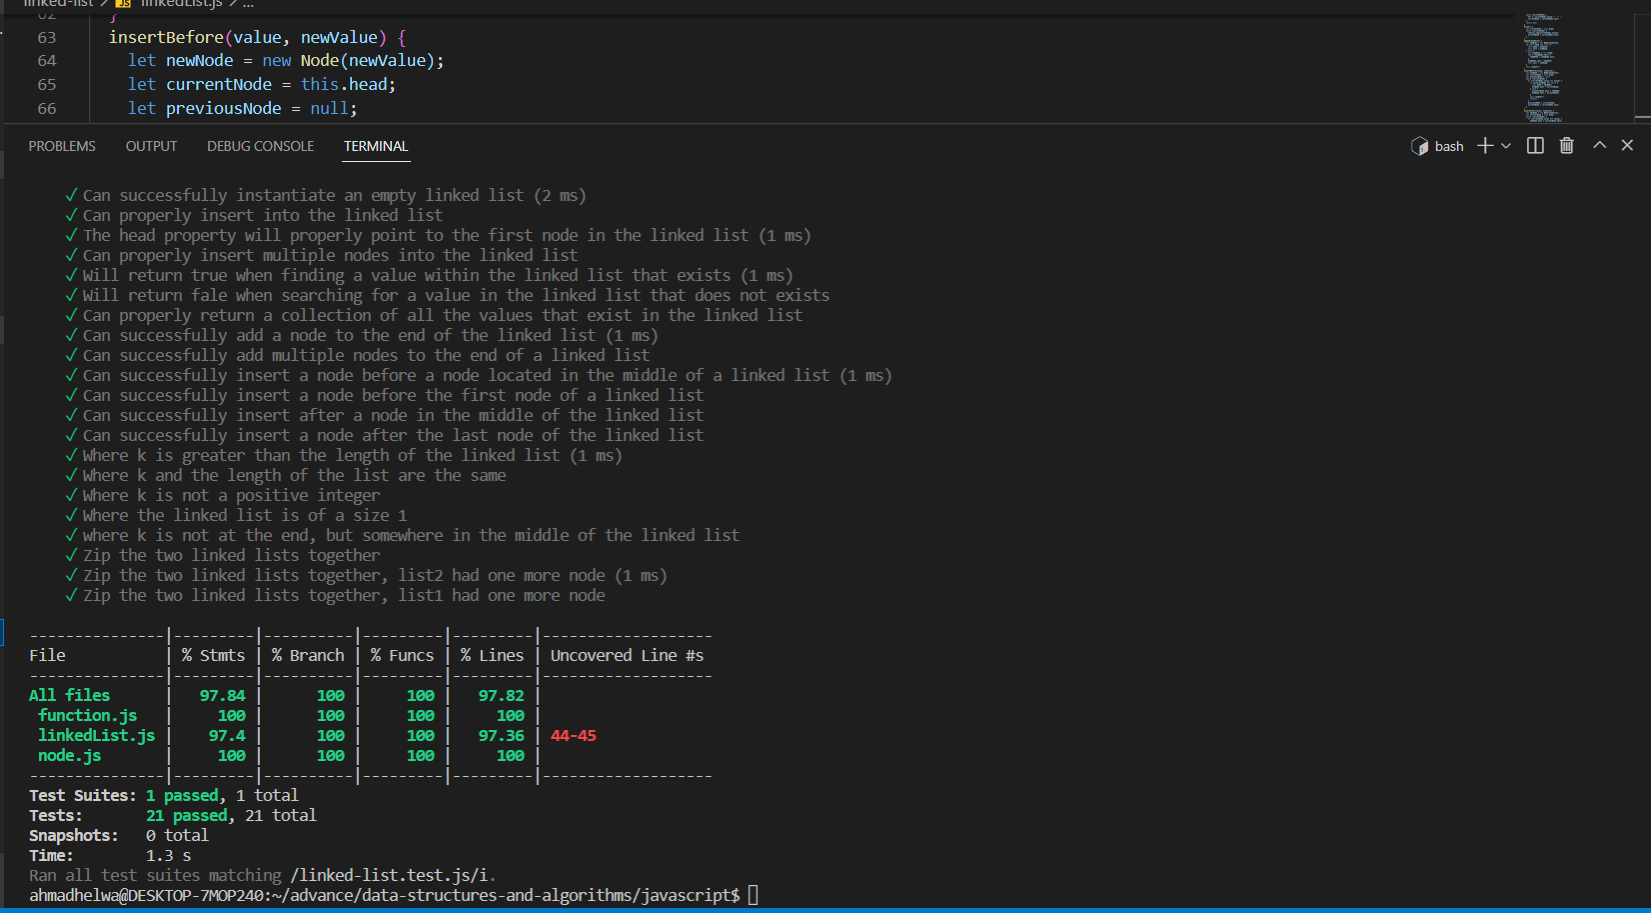 linked-list > JS linkedList.js > ...
62 }
63 insertBefore(value, newValue) {
64 let newNode = new Node(newValue);
65 let currentNode = this.head;
66 let previousNode = null;
PROBLEMS OUTPUT DEBUG CONSOLE TERMINAL bash
✓ Can successfully instantiate an empty linked list (2 ms)
✓ Can properly insert into the linked list
✓ The head property will properly point to the first node in the linked list (1 ms)
✓ Can properly insert multiple nodes into the linked list
✓ Will return true when finding a value within the linked list that exists (1 ms)
✓ Will return fale when searching for a value in the linked list that does not exists
✓ Can properly return a collection of all the values that exist in the linked list
✓ Can successfully add a node to the end of the linked list (1 ms)
✓ Can successfully add multiple nodes to the end of a linked list
✓ Can successfully insert a node before a node located in the middle of a linked list (1 ms)
✓ Can successfully insert a node before the first node of a linked list
✓ Can successfully insert after a node in the middle of the linked list
✓ Can successfully insert a node after the last node of the linked list
✓ Where k is greater than the length of the linked list (1 ms)
✓ Where k and the length of the list are the same
✓ Where k is not a positive integer
✓ Where the linked list is of a size 1
✓ where k is not at the end, but somewhere in the middle of the linked list
✓ Zip the two linked lists together
✓ Zip the two linked lists together, list2 had one more node (1 ms)
✓ Zip the two linked lists together, list1 had one more node
---------------|---------|----------|---------|---------|-------------------
File | % Stmts | % Branch | % Funcs | % Lines | Uncovered Line #s
---------------|---------|----------|---------|---------|-------------------
All files | 97.84 | 100 | 100 | 97.82 |
function.js | 100 | 100 | 100 | 100 |
linkedList.js | 97.4 | 100 | 100 | 97.36 | 44-45
node.js | 100 | 100 | 100 | 100 |
---------------|---------|----------|---------|---------|-------------------
Test Suites: 1 passed, 1 total
Tests: 21 passed, 21 total
Snapshots: 0 total
Time: 1.3 s
Ran all test suites matching /linked-list.test.js/i.
ahmadhelwa@DESKTOP-7MOP240:~/advance/data-structures-and-algorithms/javascript$